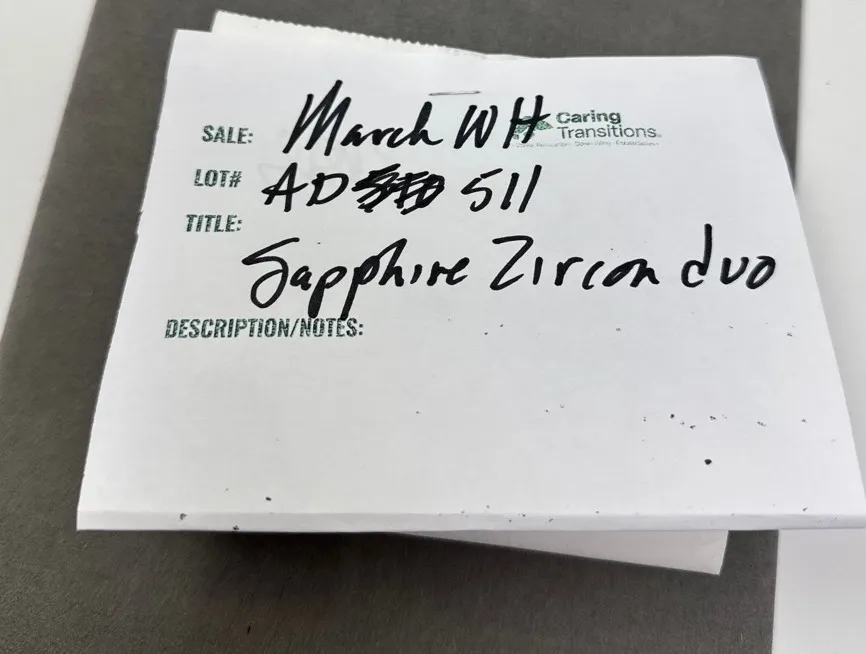 Caring
Transitions
SALE: March WH
LOT# AD 511
TITLE:
Sapphire Zircon duo
DESCRIPTION/NOTES: